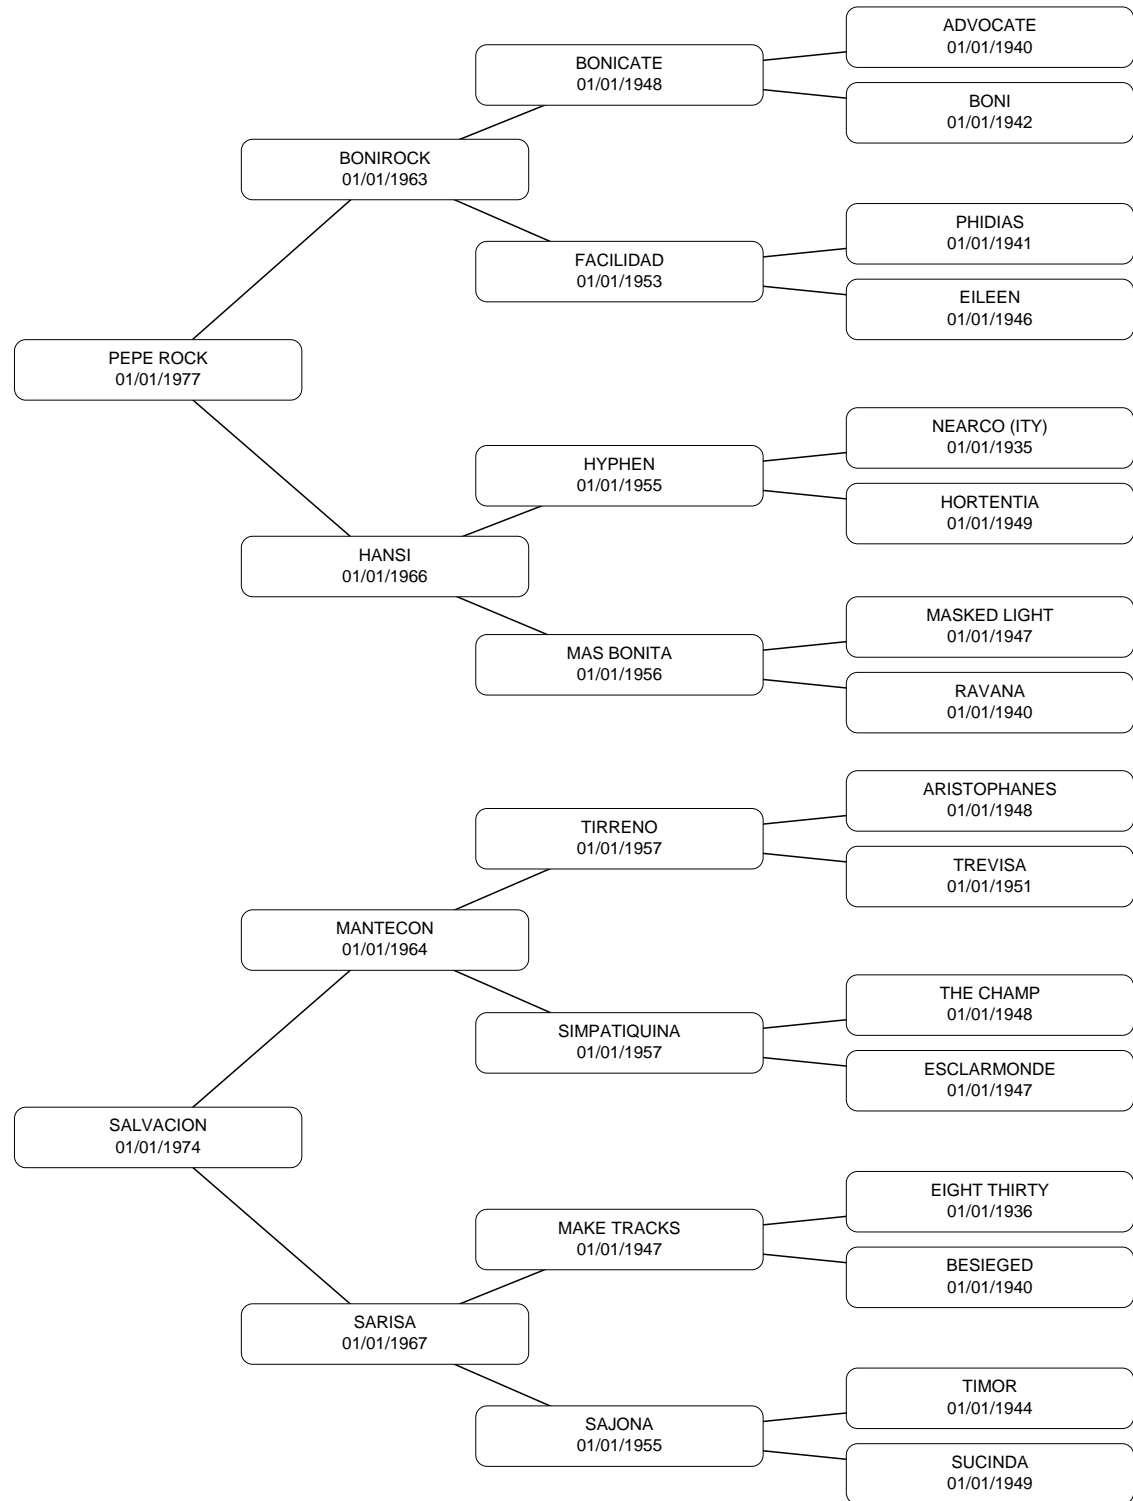 ADVOCATE
01/01/1940
BONICATE
01/01/1948
BONI
01/01/1942
BONIROCK
01/01/1963
PHIDIAS
01/01/1941
FACILIDAD
01/01/1953
EILEEN
01/01/1946
PEPE ROCK
01/01/1977
NEARCO (ITY)
01/01/1935
HYPHEN
01/01/1955
HORTENTIA
01/01/1949
HANSI
01/01/1966
MASKED LIGHT
01/01/1947
MAS BONITA
01/01/1956
RAVANA
01/01/1940
ARISTOPHANES
01/01/1948
TIRRENO
01/01/1957
TREVISA
01/01/1951
MANTECON
01/01/1964
THE CHAMP
01/01/1948
SIMPATIQUINA
01/01/1957
ESCLARMONDE
01/01/1947
SALVACION
01/01/1974
EIGHT THIRTY
01/01/1936
MAKE TRACKS
01/01/1947
BESIEGED
01/01/1940
SARISA
01/01/1967
TIMOR
01/01/1944
SAJONA
01/01/1955
SUCINDA
01/01/1949